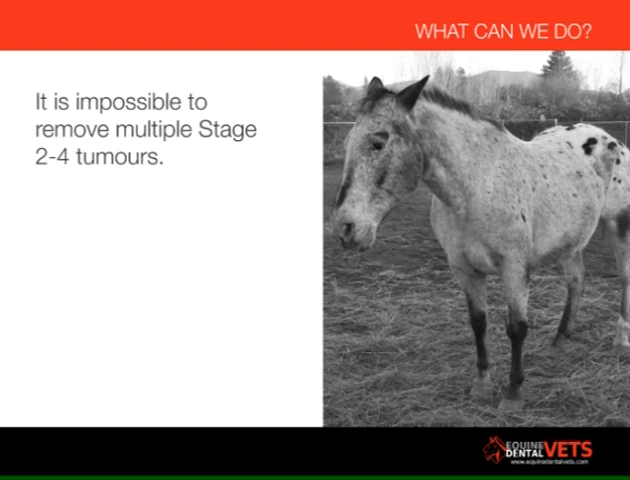 WHAT CAN WE DO?
It is impossible to
remove multiple Stage
2-4 tumours.
EQUINE
DENTAL VETS
www.equinedentalvets.com